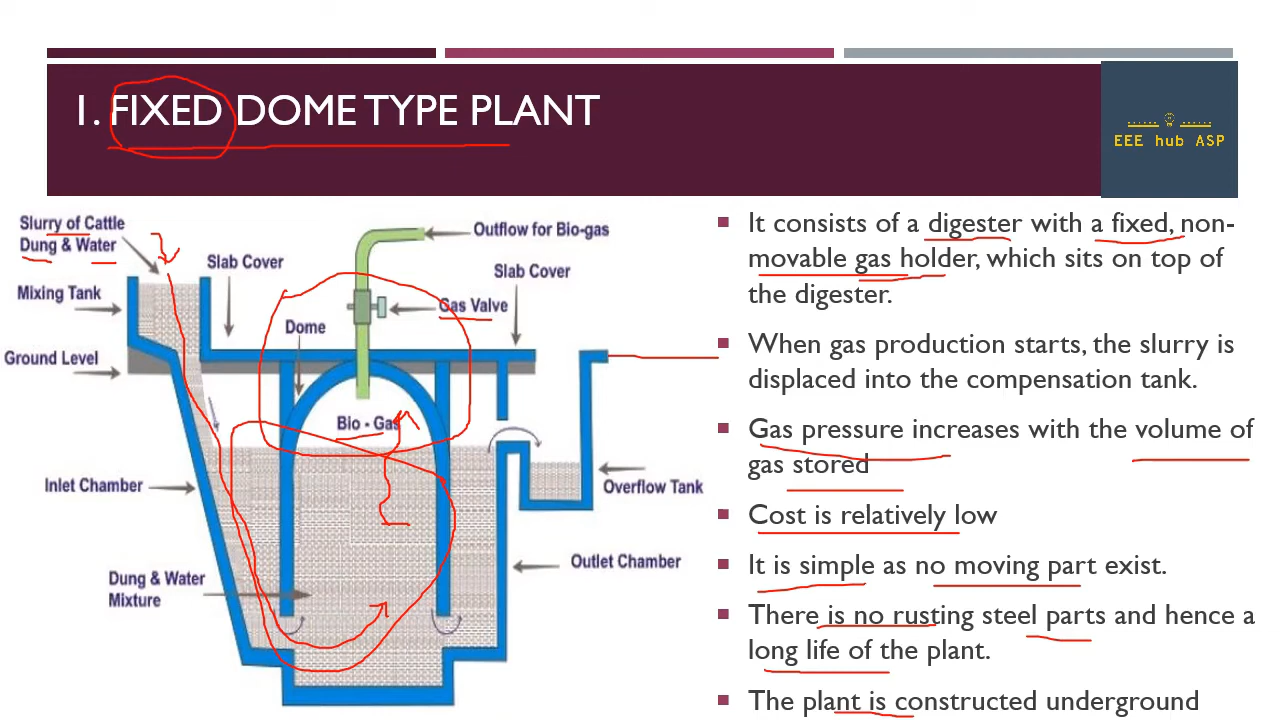 1. FIXED DOME TYPE PLANT
EEE hub ASP
Slurry of Cattle
Dung & Water
Mixing Tank
Ground Level
Slab Cover
Outflow for Bio-gas
Slab Cover
Gas Valve
Dome
Bio - Gas
Inlet Chamber
Overflow Tank
Outlet Chamber
Dung & Water
Mixture
It consists of a digester with a fixed, non-
movable gas holder, which sits on top of
the digester.
When gas production starts, the slurry is
displaced into the compensation tank.
Gas pressure increases with the volume of
gas stored
Cost is relatively low
It is simple as no moving part exist.
There is no rusting steel parts and hence a
long life of the plant.
The plant is constructed underground